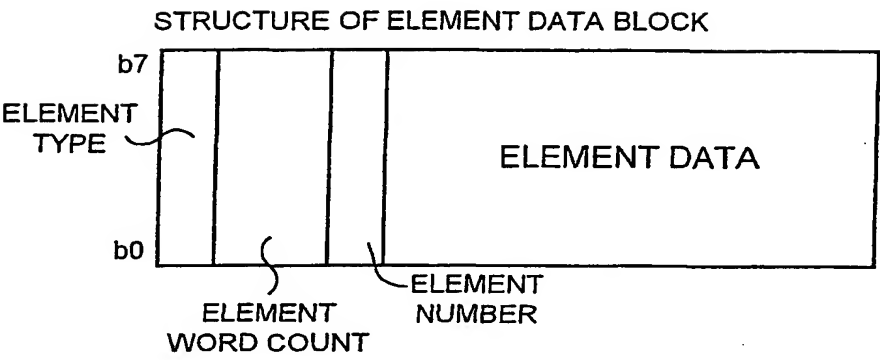 STRUCTURE OF ELEMENT DATA BLOCK
b7
ELEMENT
TYPE
ELEMENT DATA
b0
ELEMENT
NUMBER
ELEMENT
WORD COUNT